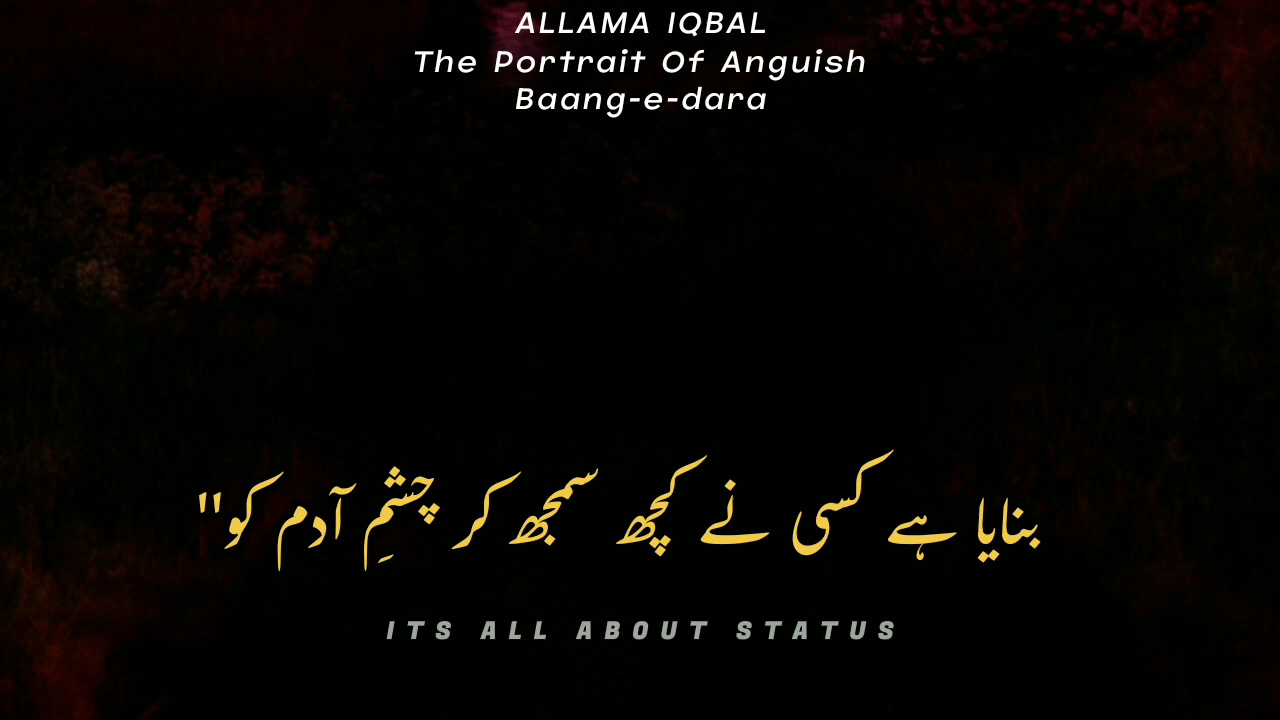 ALLAMA IQBAL
The Portrait Of Anguish
Baang-e-dara
بنایا ہے کسی نے کچھ سمجھ کر چشمِ آدم کو"
ITS ALL ABOUT STATUS